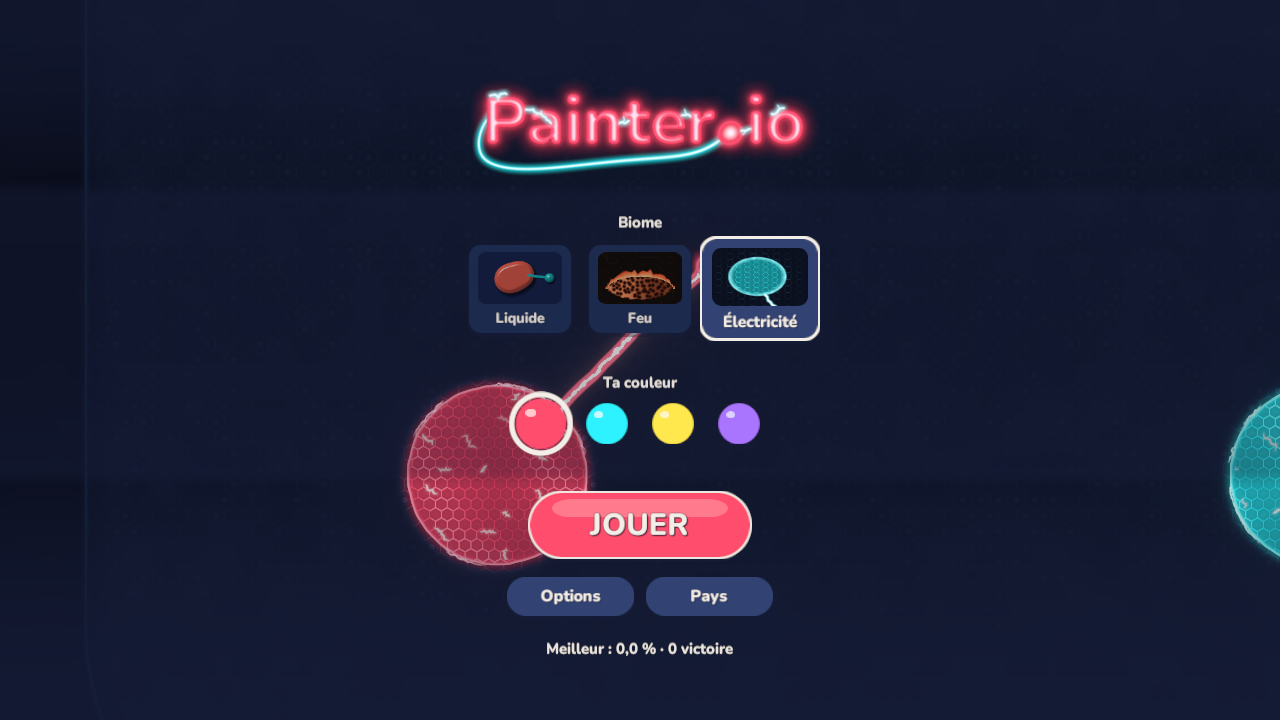 Painter.io
Biome
Liquide
Feu
Électricité
Ta couleur
JOUER
Options
Pays
Meilleur : 0,0 % · 0 victoire